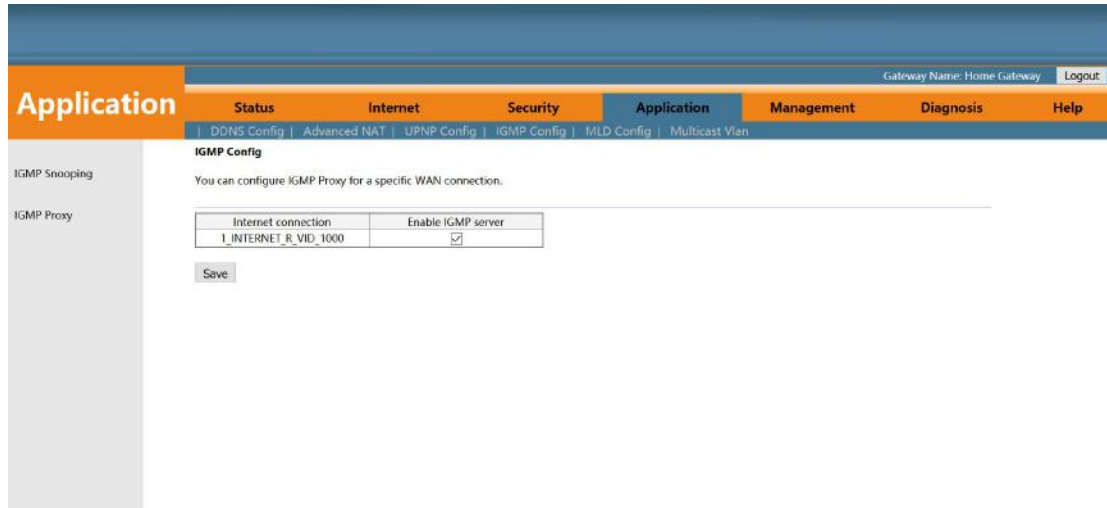 Gateway Name: Home Gateway Logout
Application
Status Internet Security Application Management Diagnosis Help
| DDNS Config | Advanced NAT | UPNP Config | IGMP Config | MLD Config | Multicast Vlan
IGMP Snooping
IGMP Proxy
IGMP Config
You can configure IGMP Proxy for a specific WAN connection.
Internet connection Enable IGMP server
1_INTERNET_R_VID_1000
Save